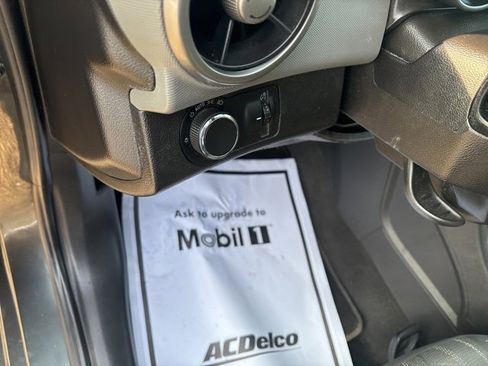 Ask to upgrade to
Mobil 1
ACDelco